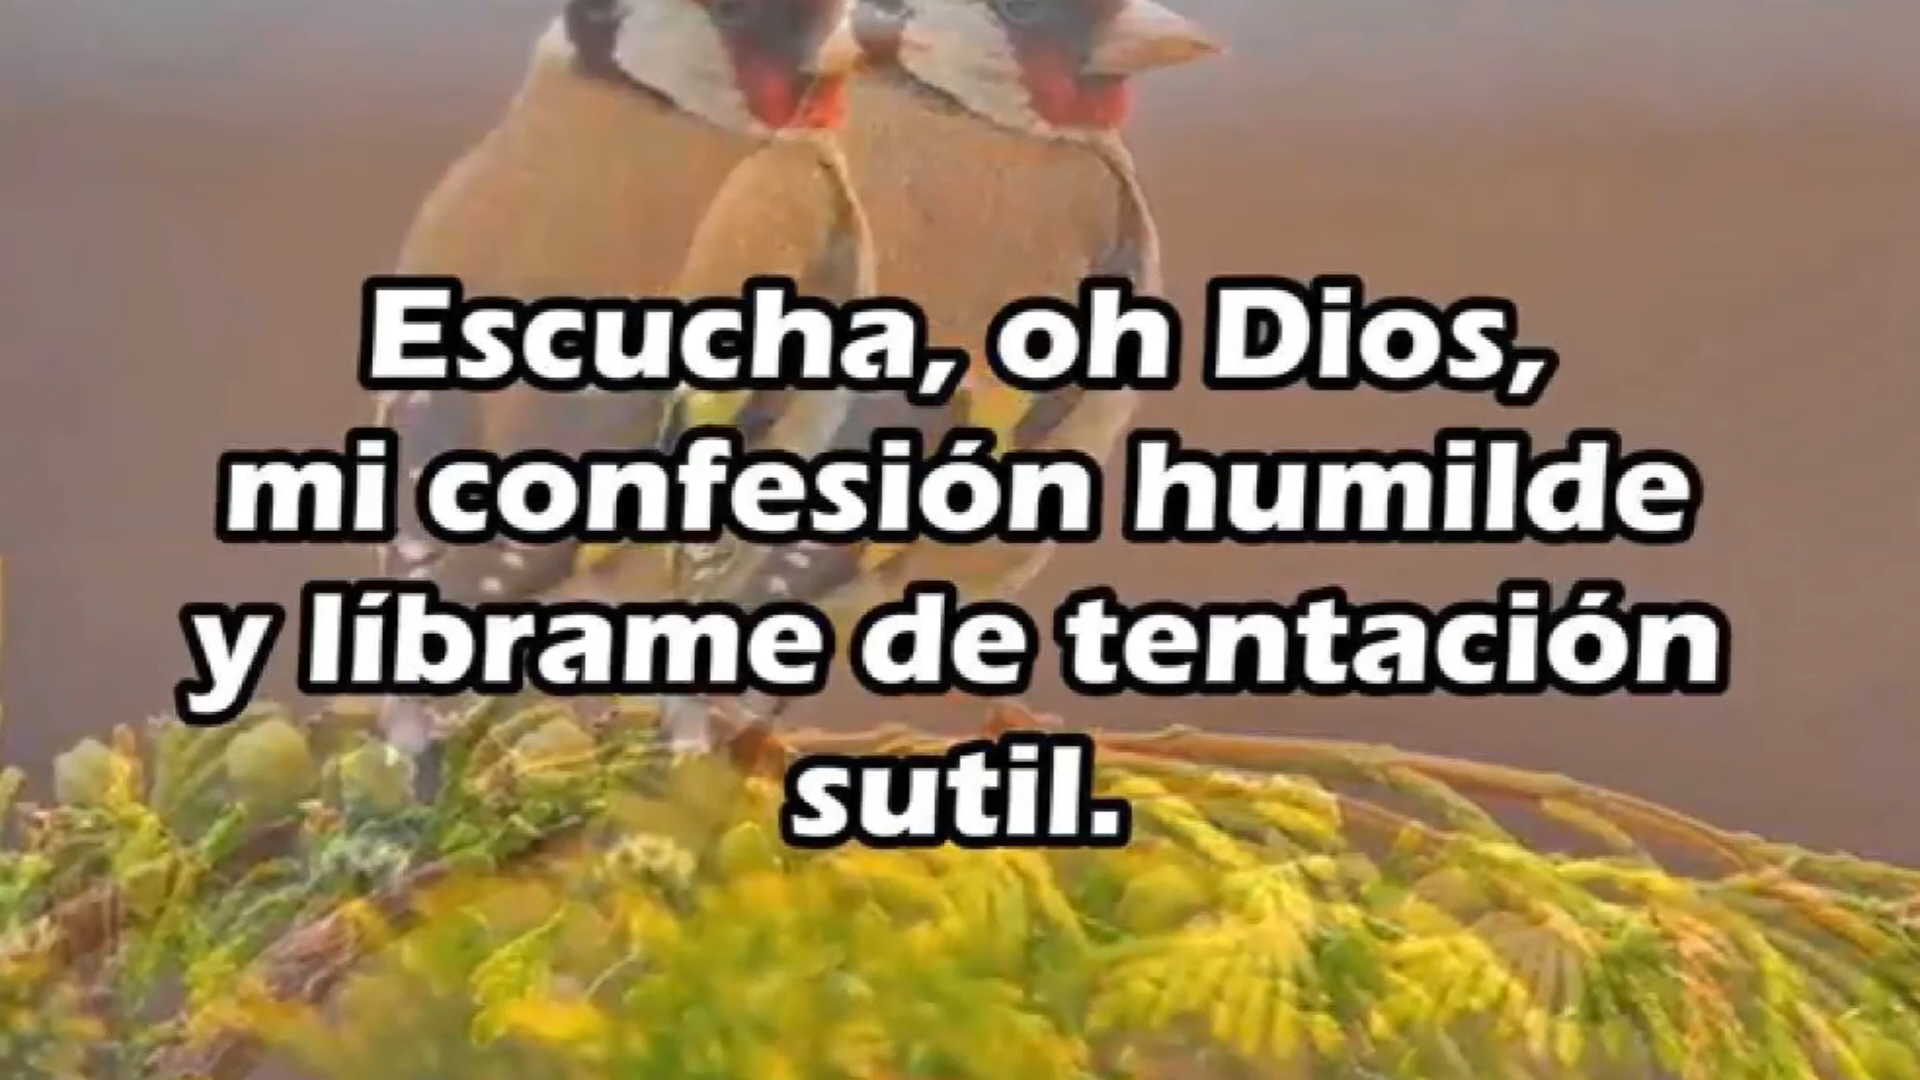 Escucha, oh Dios,
mi confesión humilde
y líbrame de tentación
sutil.